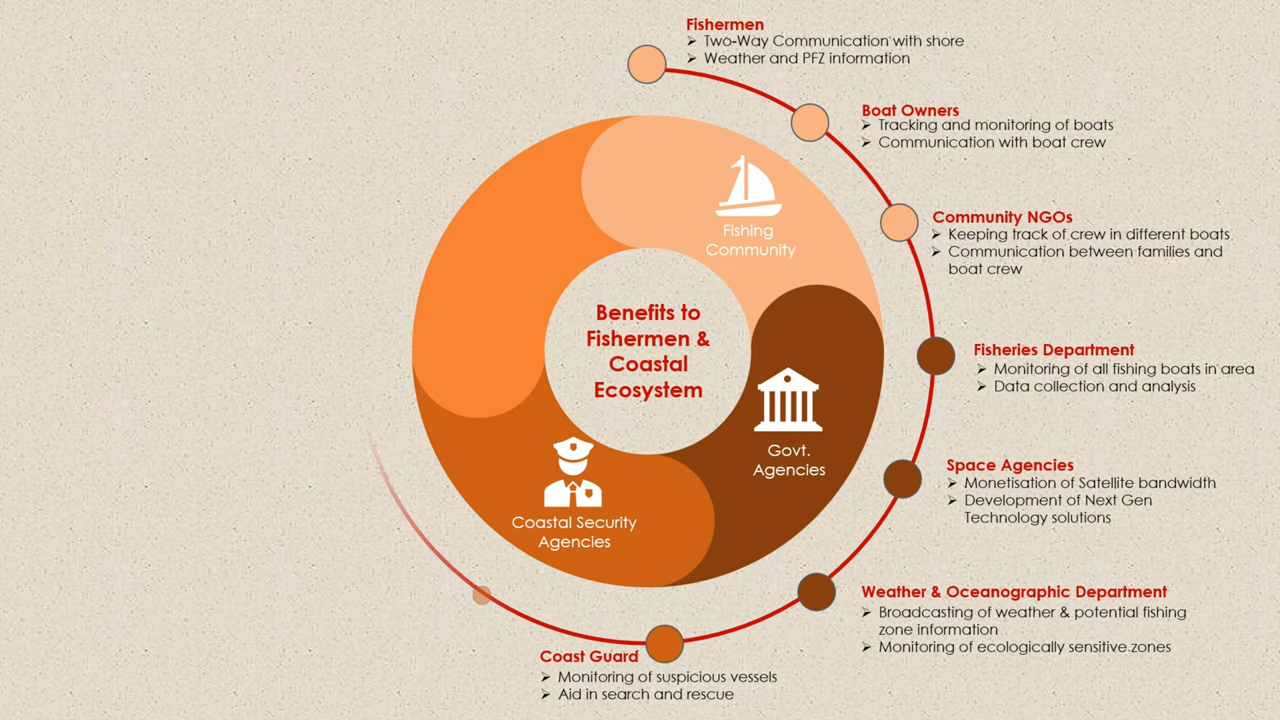 Fishermen
➢ Two-Way Communication with shore
➢ Weather and PFZ information
Boat Owners
➢ Tracking and monitoring of boats
➢ Communication with boat crew
Community NGOs
➢ Keeping track of crew in different boats
➢ Communication between families and
boat crew
Fisheries Department
➢ Monitoring of all fishing boats in area
➢ Data collection and analysis
Space Agencies
➢ Monetisation of Satellite bandwidth
➢ Development of Next Gen
Technology solutions
Weather & Oceanographic Department
➢ Broadcasting of weather & potential fishing
zone information
➢ Monitoring of ecologically sensitive zones
Coast Guard
➢ Monitoring of suspicious vessels
➢ Aid in search and rescue
Fishing
Community
Benefits to
Fishermen &
Coastal
Ecosystem
Govt.
Agencies
Coastal Security
Agencies